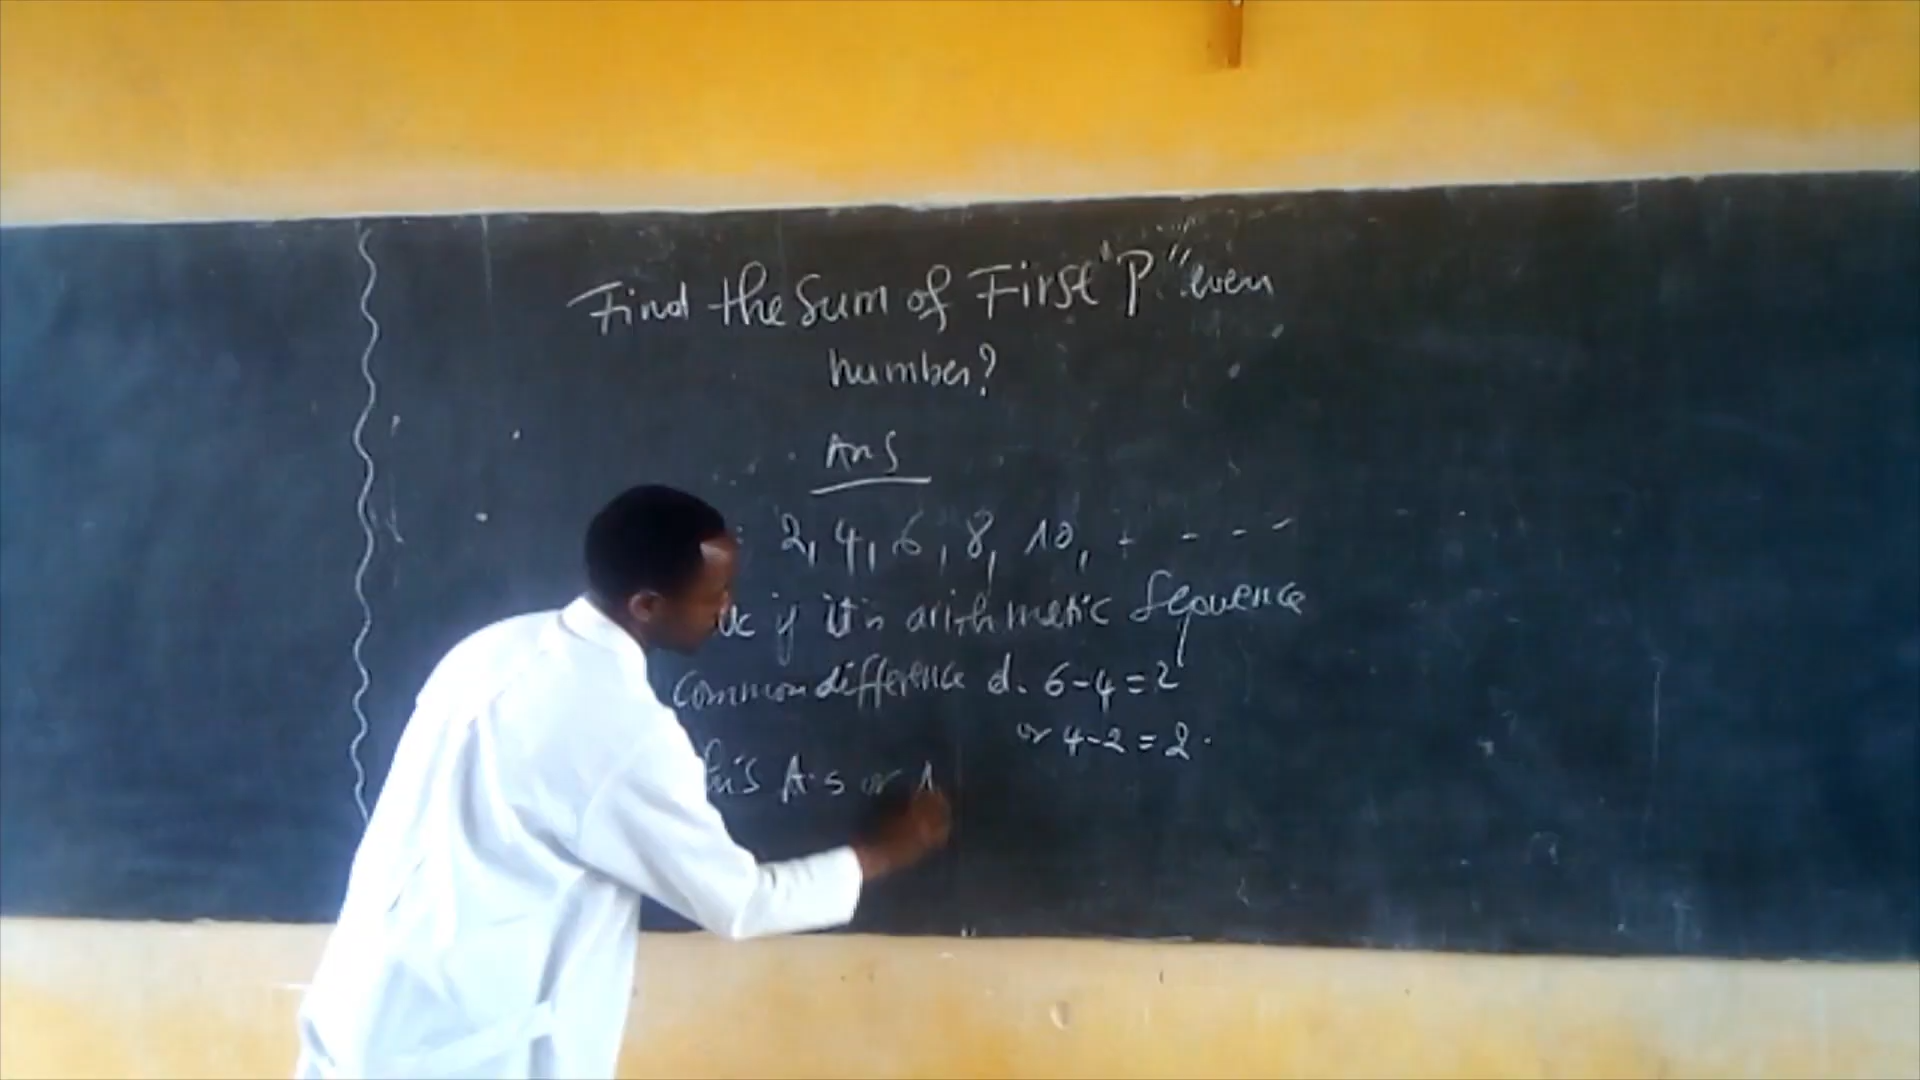 Find the Sum of First "P" even
number?
Ans
2, 4, 6, 8, 10, + - - -
if it's arithmetic Sequence
common difference d. 6-4=2
or 4-2=2.
A.s or A